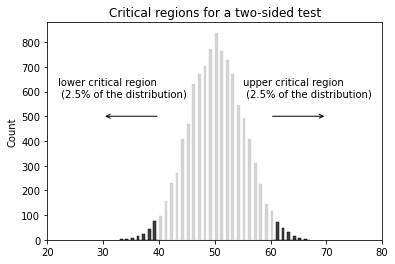 Critical regions for a two-sided test
lower critical region
(2.5% of the distribution)
upper critical region
(2.5% of the distribution)
Count
800
700
600
500
400
300
200
100
0
20
30
40
50
60
70
80